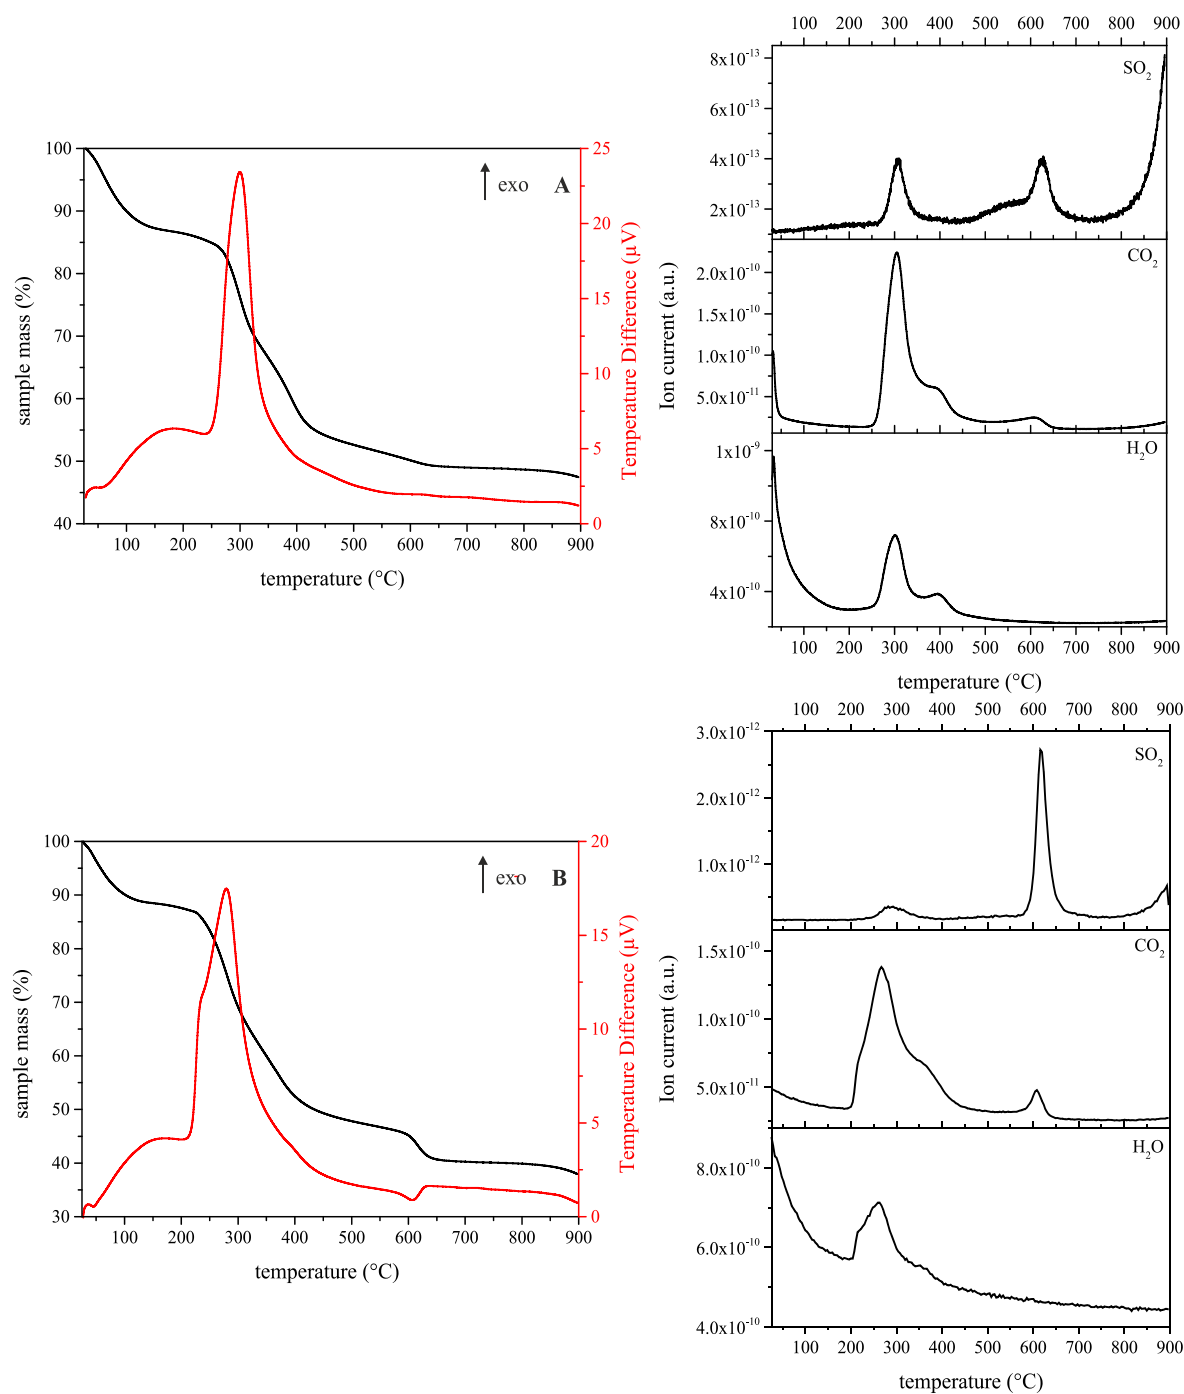 100 200 300 400 500 600 700 800 900
8x10-13
6x10-13
4x10-13
2x10-13
SO2
2.0x10-10
1.5x10-10
1.0x10-10
5.0x10-11
CO2
1x10-9
8x10-10
4x10-10
H2O
Ion current (a.u.)
100 200 300 400 500 600 700 800 900
temperature (°C)
100
90
80
70
60
50
40
sample mass (%)
exo A
25
20
15
10
5
0
Temperature Difference (µV)
100 200 300 400 500 600 700 800 900
temperature (°C)
100 200 300 400 500 600 700 800 900
3.0x10-12
2.0x10-12
1.0x10-12
SO2
1.5x10-10
1.0x10-10
5.0x10-11
CO2
8.0x10-10
6.0x10-10
4.0x10-10
H2O
Ion current (a.u.)
100 200 300 400 500 600 700 800 900
temperature (°C)
100
90
80
70
60
50
40
30
sample mass (%)
exo B
20
15
10
5
0
Temperature Difference (µV)
100 200 300 400 500 600 700 800 900
temperature (°C)